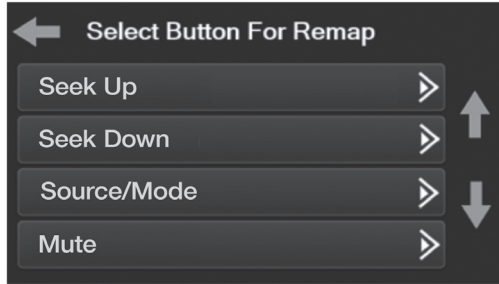 Select Button For Remap
Seek Up
Seek Down
Source/Mode
Mute